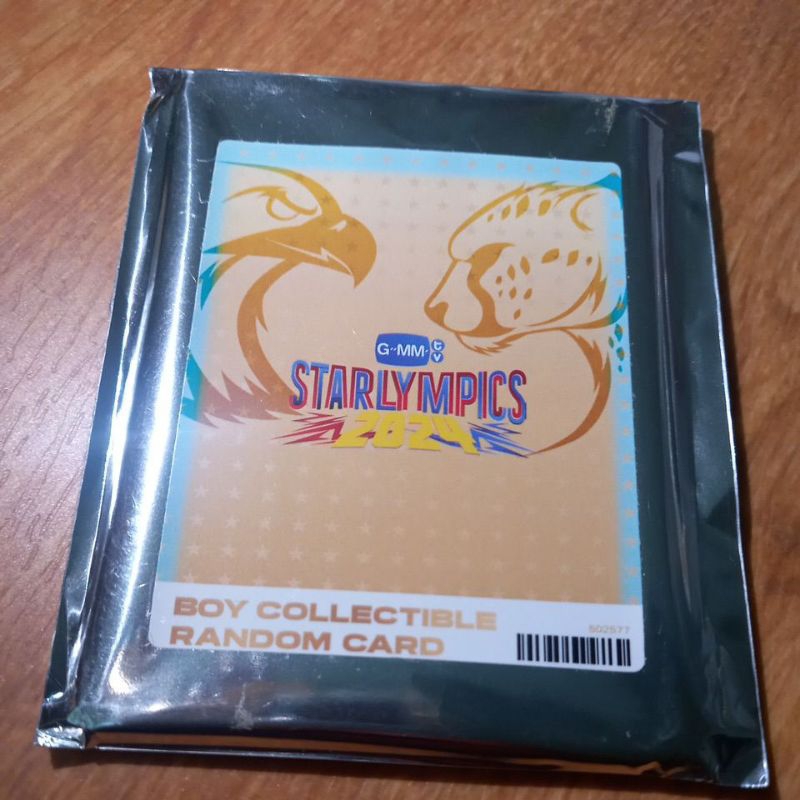 GMM
tv
STARLYMPICS
2024
BOY COLLECTIBLE
RANDOM CARD
502577